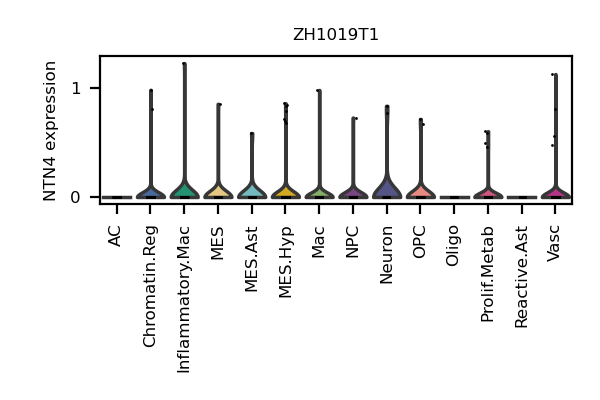 ZH1019T1
NTN4 expression
1
0
AC
Chromatin.Reg
Inflammatory.Mac
MES
MES.Ast
MES.Hyp
Mac
NPC
Neuron
OPC
Oligo
Prolif.Metab
Reactive.Ast
Vasc